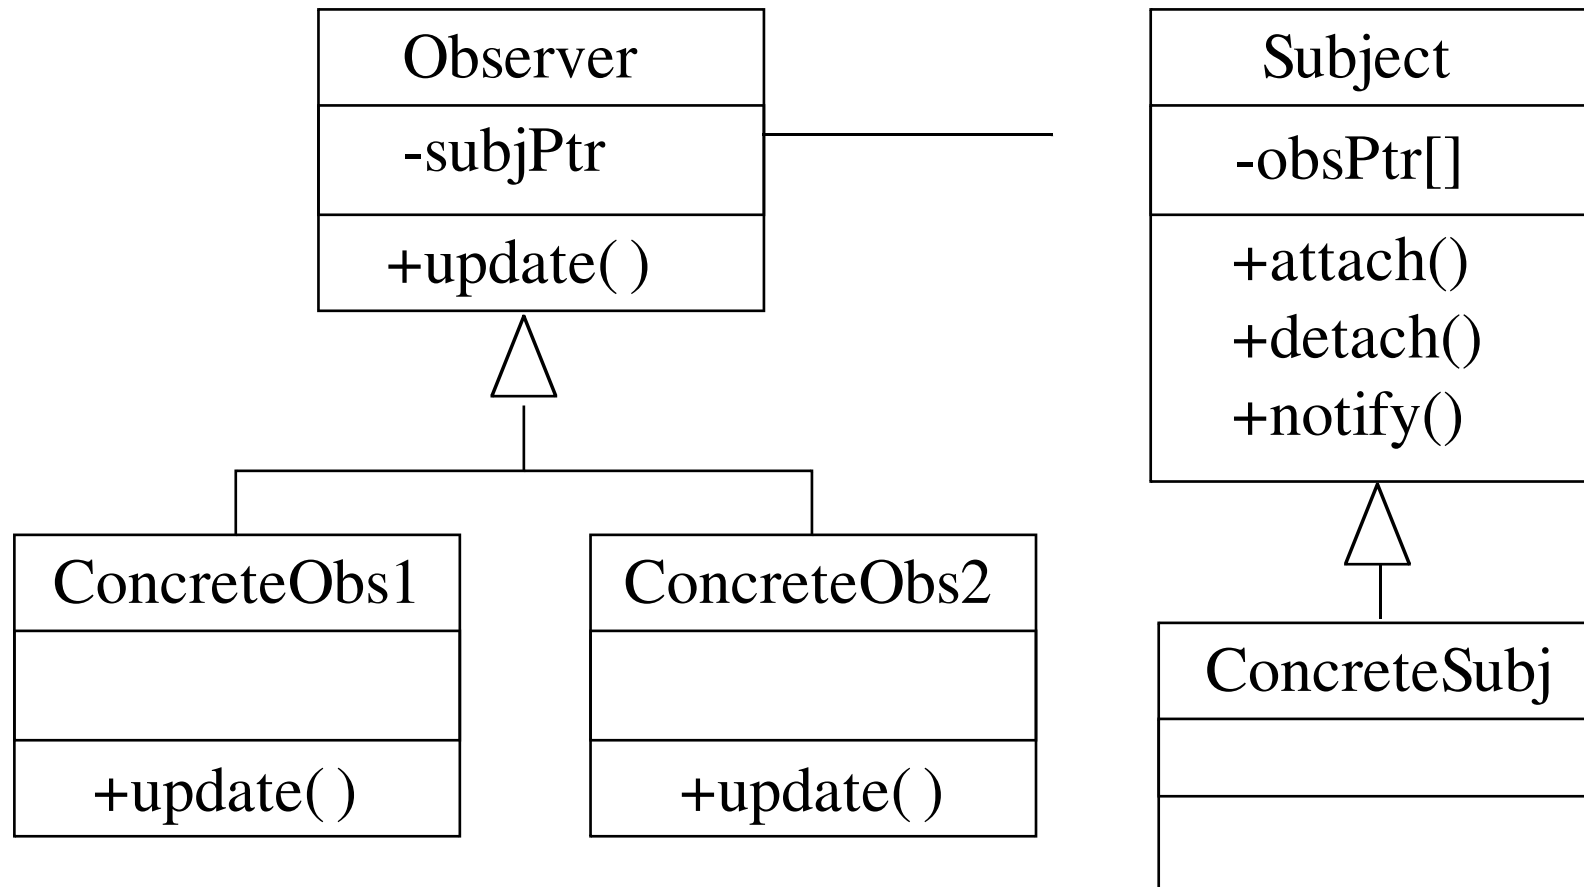 Observer
-subjPtr
+update( )
Subject
-obsPtr[]
+attach()
+detach()
+notify()
ConcreteObs1
+update( )
ConcreteObs2
+update( )
ConcreteSubj